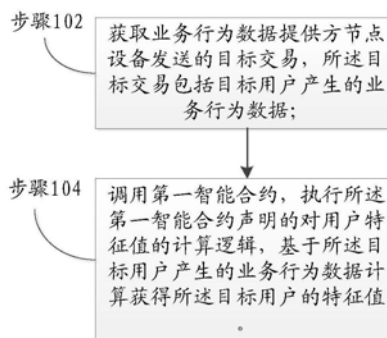 步骤102
获取业务行为数据提供方节点
设备发送的目标交易，所述目
标交易包括目标用户产生的业
务行为数据；
步骤104
调用第一智能合约，执行所述
第一智能合约声明的对用户特
征值的计算逻辑，基于所述目
标用户产生的业务行为数据计
算获得所述目标用户的特征值
。